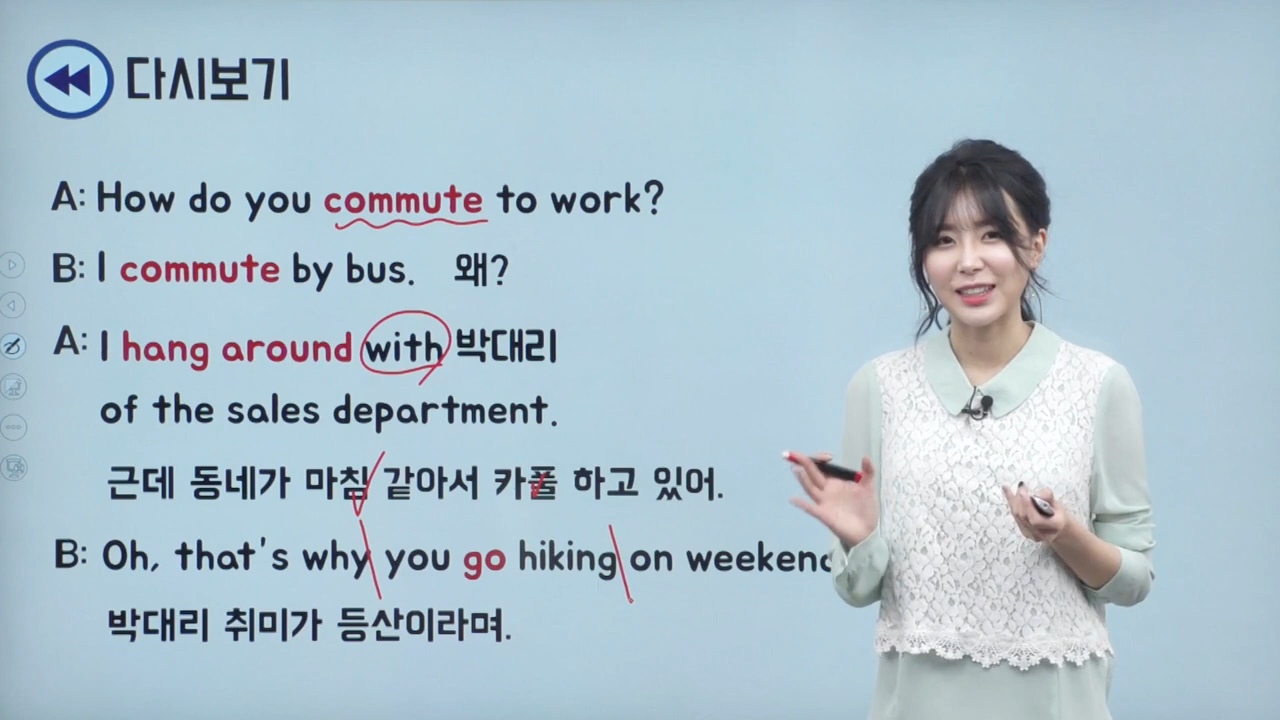 다시보기
A: How do you commute to work?
B: I commute by bus. 왜?
A: I hang around with 박대리
of the sales department.
근데 동네가 마침 같아서 카풀 하고 있어.
B: Oh, that's why you go hiking on
박대리 취미가 등산이라며.